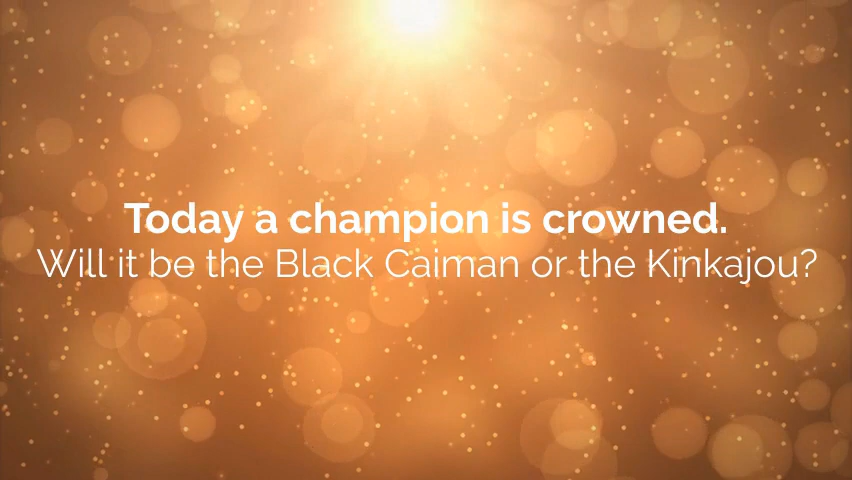 Today a champion is crowned.
Will it be the Black Caiman or the Kinkajou?